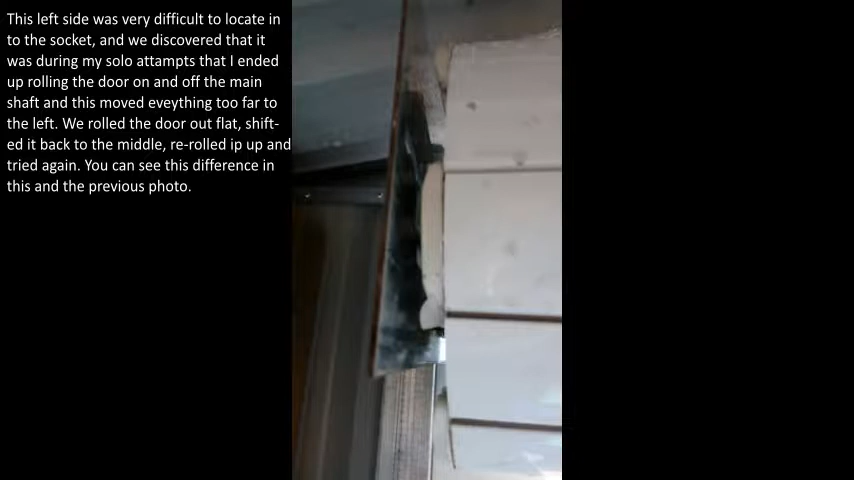 This left side was very difficult to locate in
to the socket, and we discovered that it
was during my solo attampts that I ended
up rolling the door on and off the main
shaft and this moved eveything too far to
the left. We rolled the door out flat, shift-
ed it back to the middle, re-rolled ip up and
tried again. You can see this difference in
this and the previous photo.